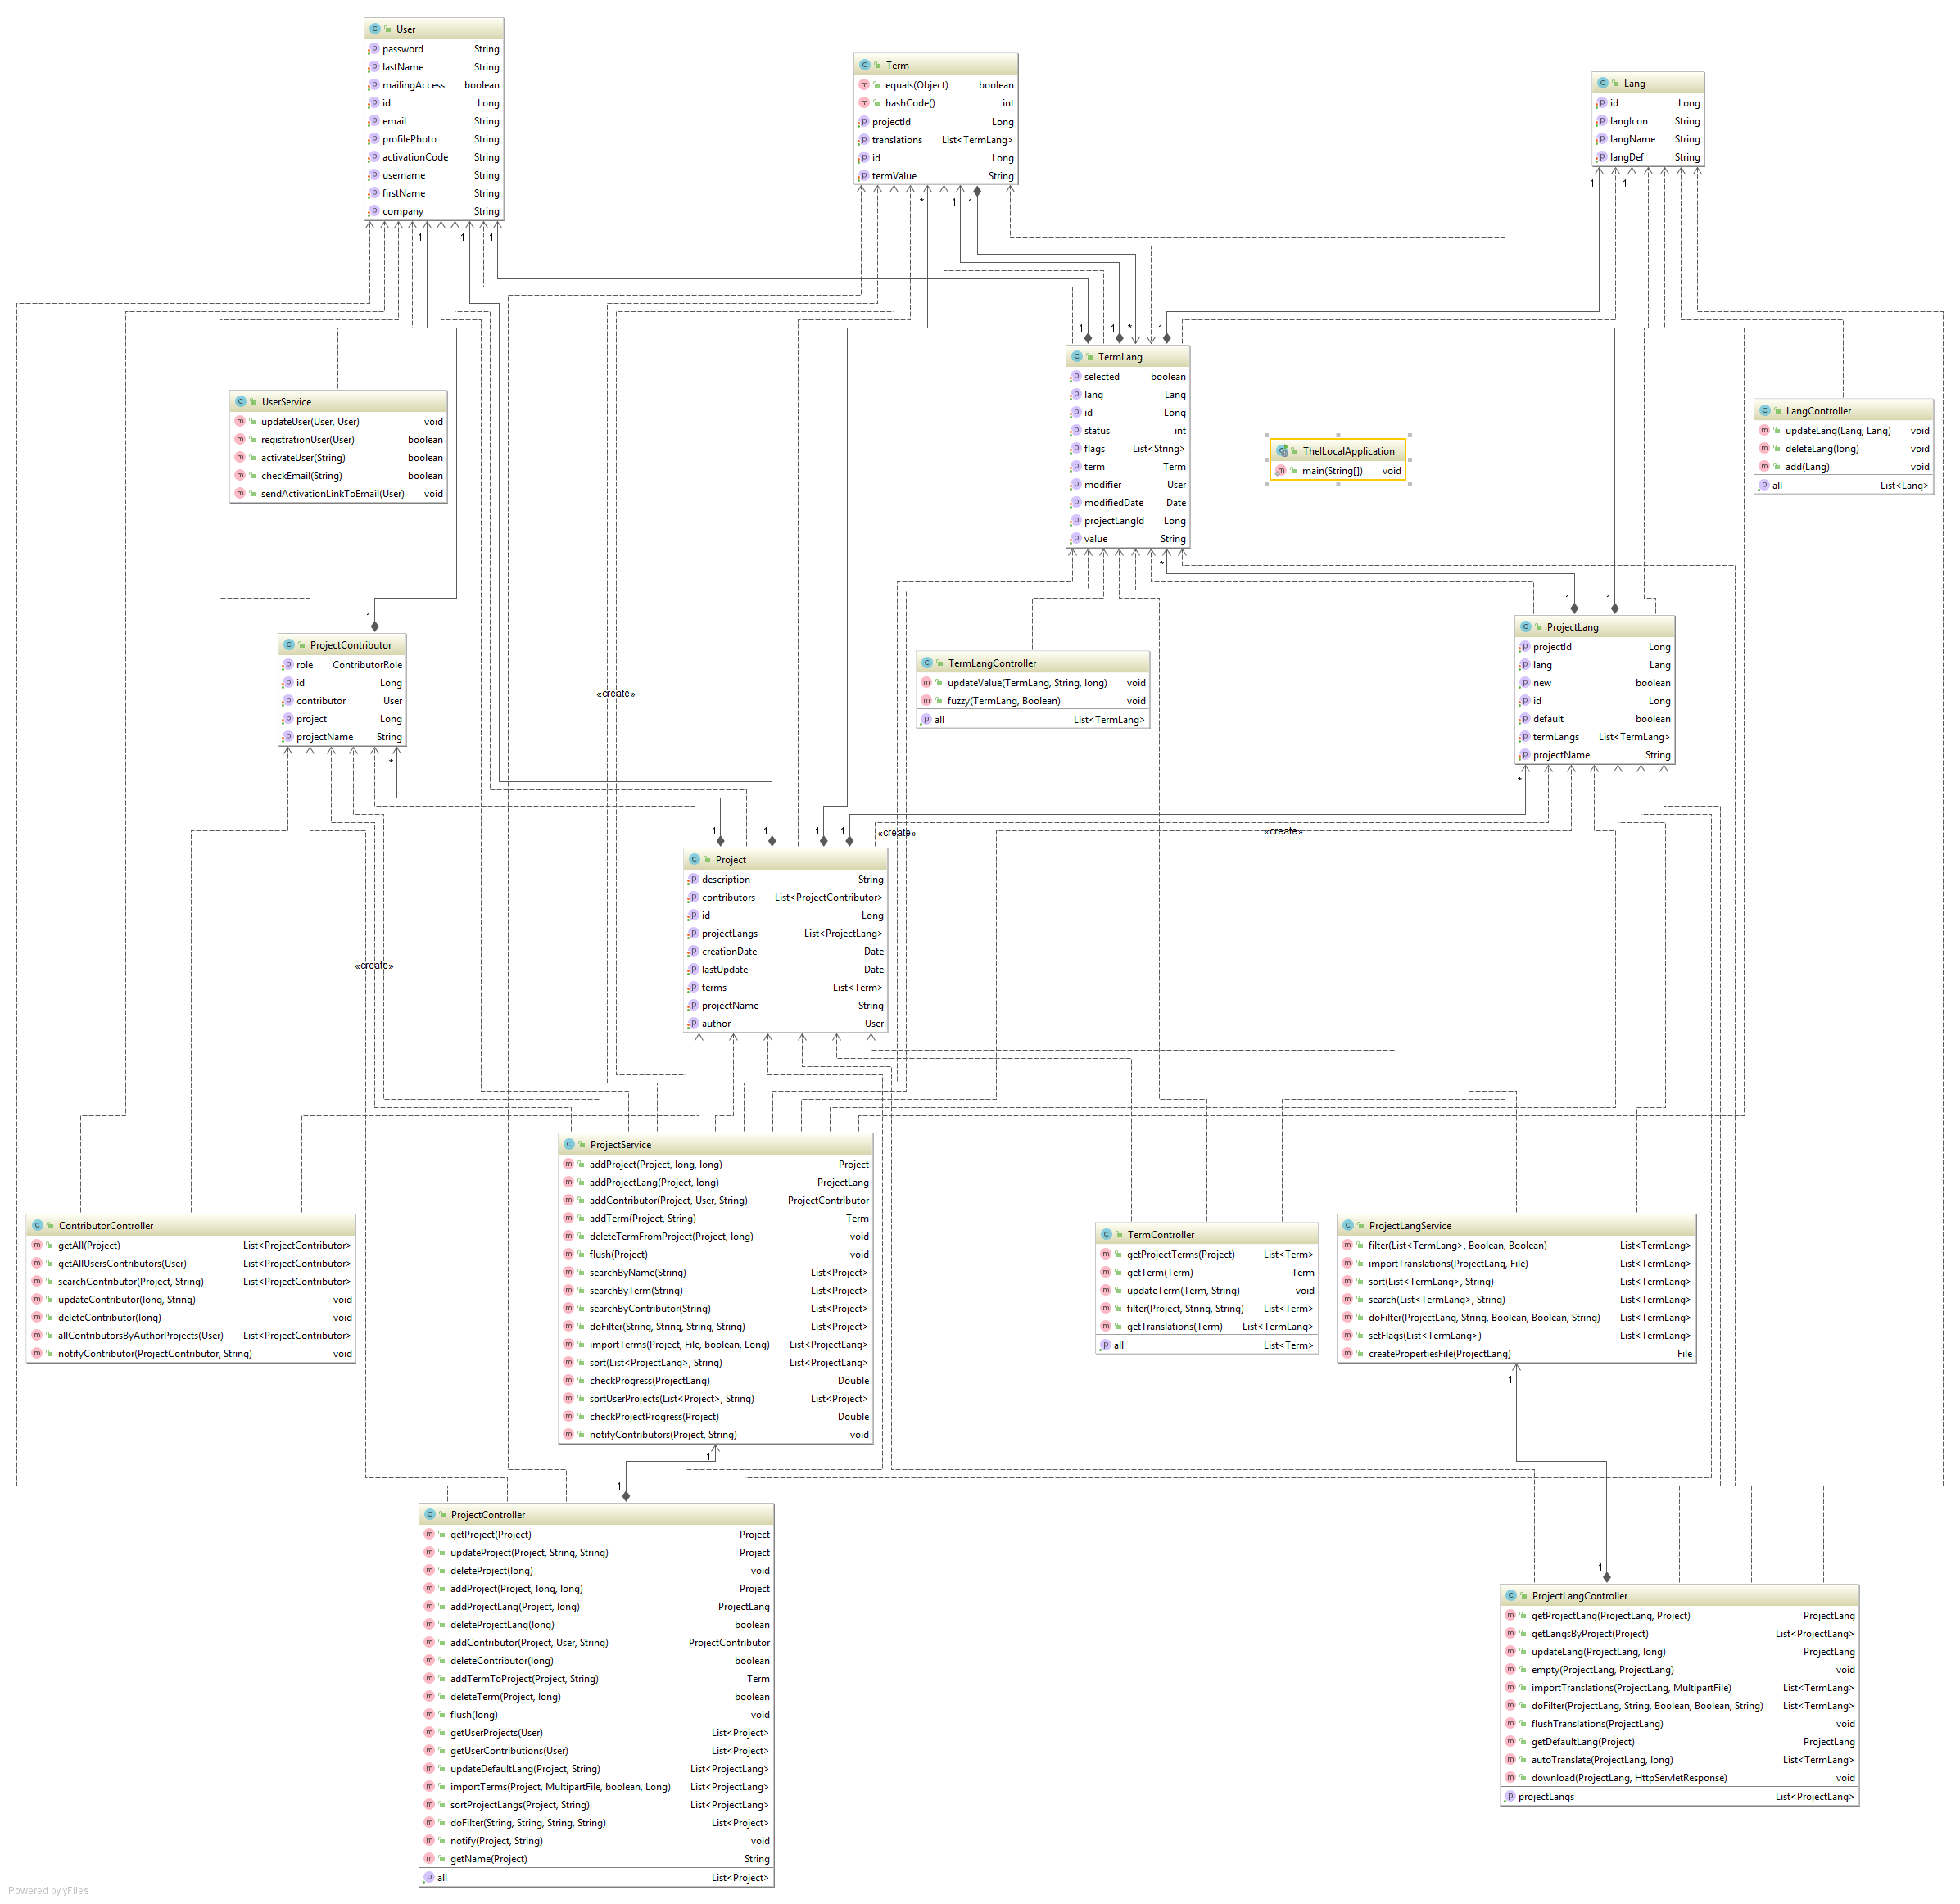 User
password String
lastName String
mailingAccess boolean
id Long
email String
profilePhoto String
activationCode String
username String
firstName String
company String
Term
equals(Object) boolean
hashCode() int
projectId Long
translations List<TermLang>
id Long
termValue String
Lang
id Long
langIcon String
langName String
langDef String
1 1 1
* 1 1
1 1
1 1 * 1
TermLang
selected boolean
lang Lang
id Long
status int
flags List<String>
term Term
modifier User
modifiedDate Date
projectLangId Long
value String
UserService
updateUser(User, User) void
registrationUser(User) boolean
activateUser(String) boolean
checkEmail(String) boolean
sendActivationLinkToEmail(User) void
TheILocalApplication
main(String[]) void
LangController
updateLang(Lang, Lang) void
deleteLang(long) void
add(Lang) void
all List<Lang>
*
1 1
1
ProjectContributor
role ContributorRole
id Long
contributor User
project Long
projectName String
«create»
TermLangController
updateValue(TermLang, String, long) void
fuzzy(TermLang, Boolean) void
all List<TermLang>
ProjectLang
projectId Long
lang Lang
new boolean
id Long
default boolean
termLangs List<TermLang>
projectName String
*
*
1 1 1 1
«create»
«create»
Project
description String
contributors List<ProjectContributor>
id Long
projectLangs List<ProjectLang>
creationDate Date
lastUpdate Date
terms List<Term>
projectName String
author User
«create»
ProjectService
addProject(Project, long, long) Project
addProjectLang(Project, long) ProjectLang
addContributor(Project, User, String) ProjectContributor
addTerm(Project, String) Term
deleteTermFromProject(Project, long) void
flush(Project) void
searchByName(String) List<Project>
searchByTerm(String) List<Project>
searchByContributor(String) List<Project>
doFilter(String, String, String, String) List<Project>
importTerms(Project, File, boolean, Long) List<ProjectLang>
sort(List<ProjectLang>, String) List<ProjectLang>
checkProgress(ProjectLang) Double
sortUserProjects(List<Project>, String) List<Project>
checkProjectProgress(Project) Double
notifyContributors(Project, String) void
ContributorController
getAll(Project) List<ProjectContributor>
getAllUsersContributors(User) List<ProjectContributor>
searchContributor(Project, String) List<ProjectContributor>
updateContributor(long, String) void
deleteContributor(long) void
allContributorsByAuthorProjects(User) List<ProjectContributor>
notifyContributor(ProjectContributor, String) void
TermController
getProjectTerms(Project) List<Term>
getTerm(Term) Term
updateTerm(Term, String) void
filter(Project, String, String) List<Term>
getTranslations(Term) List<TermLang>
all List<Term>
ProjectLangService
filter(List<TermLang>, Boolean, Boolean) List<TermLang>
importTranslations(ProjectLang, File) List<TermLang>
sort(List<TermLang>, String) List<TermLang>
search(List<TermLang>, String) List<TermLang>
doFilter(ProjectLang, String, Boolean, Boolean, String) List<TermLang>
setFlags(List<TermLang>) List<TermLang>
createPropertiesFile(ProjectLang) File
1
1
1
1
ProjectController
getProject(Project) Project
updateProject(Project, String, String) Project
deleteProject(long) void
addProject(Project, long, long) Project
addProjectLang(Project, long) ProjectLang
deleteProjectLang(long) boolean
addContributor(Project, User, String) ProjectContributor
deleteContributor(long) boolean
addTermToProject(Project, String) Term
deleteTerm(Project, long) boolean
flush(long) void
getUserProjects(User) List<Project>
getUserContributions(User) List<Project>
updateDefaultLang(Project, String) List<ProjectLang>
importTerms(Project, MultipartFile, boolean, Long) List<ProjectLang>
sortProjectLangs(Project, String) List<ProjectLang>
doFilter(String, String, String, String) List<Project>
notify(Project, String) void
getName(Project) String
all List<Project>
ProjectLangController
getProjectLang(ProjectLang, Project) ProjectLang
getLangsByProject(Project) List<ProjectLang>
updateLang(ProjectLang, long) ProjectLang
empty(ProjectLang, ProjectLang) void
importTranslations(ProjectLang, MultipartFile) List<TermLang>
doFilter(ProjectLang, String, Boolean, Boolean, String) List<TermLang>
flushTranslations(ProjectLang) void
getDefaultLang(Project) ProjectLang
autoTranslate(ProjectLang, long) List<TermLang>
download(ProjectLang, HttpServletResponse) void
projectLangs List<ProjectLang>
Powered by yFiles